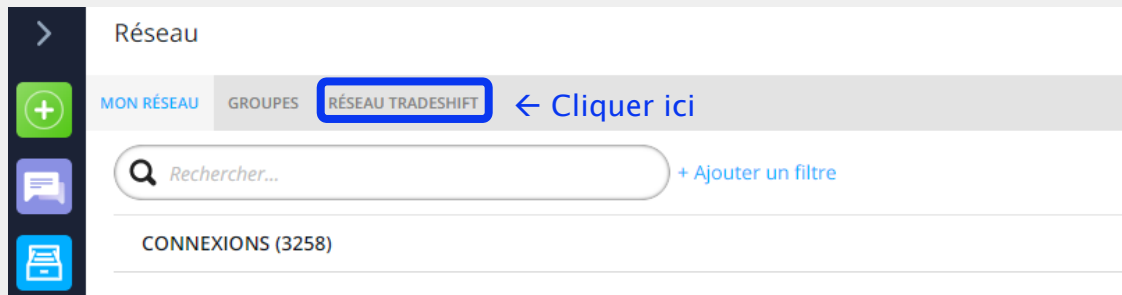 Réseau
MON RÉSEAU GROUPES RÉSEAU TRADESHIFT ← Cliquer ici
Rechercher... + Ajouter un filtre
CONNEXIONS (3258)